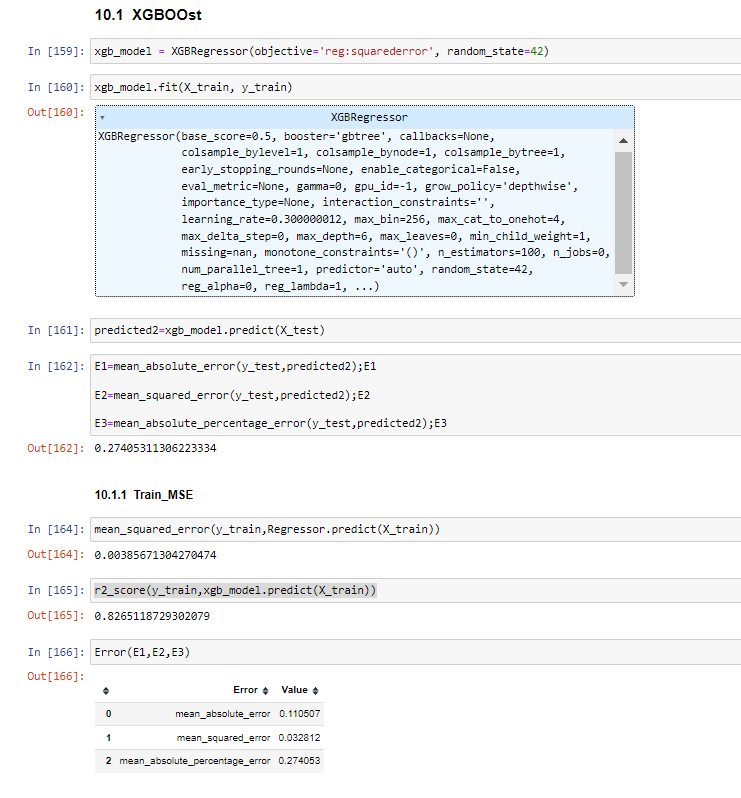 10.1 XGBOOst
In [159]: xgb_model = XGBRegressor(objective='reg:squarederror', random_state=42)
In [160]: xgb_model.fit(X_train, y_train)
Out[160]:
XGBRegressor
XGBRegressor(base_score=0.5, booster='gbtree', callbacks=None,
colsample_bylevel=1, colsample_bynode=1, colsample_bytree=1,
early_stopping_rounds=None, enable_categorical=False,
eval_metric=None, gamma=0, gpu_id=-1, grow_policy='depthwise',
importance_type=None, interaction_constraints='',
learning_rate=0.300000012, max_bin=256, max_cat_to_onehot=4,
max_delta_step=0, max_depth=6, max_leaves=0, min_child_weight=1,
missing=nan, monotone_constraints='()', n_estimators=100, n_jobs=0,
num_parallel_tree=1, predictor='auto', random_state=42,
reg_alpha=0, reg_lambda=1, ...)
In [161]: predicted2=xgb_model.predict(X_test)
In [162]: E1=mean_absolute_error(y_test,predicted2);E1
E2=mean_squared_error(y_test,predicted2);E2
E3=mean_absolute_percentage_error(y_test,predicted2);E3
Out[162]: 0.27405311306223334
10.1.1 Train_MSE
In [164]: mean_squared_error(y_train,Regressor.predict(X_train))
Out[164]: 0.00385671304270474
In [165]: r2_score(y_train,xgb_model.predict(X_train))
Out[165]: 0.8265118729302079
In [166]: Error(E1,E2,E3)
Out[166]:
Error Value
0 mean_absolute_error 0.110507
1 mean_squared_error 0.032812
2 mean_absolute_percentage_error 0.274053